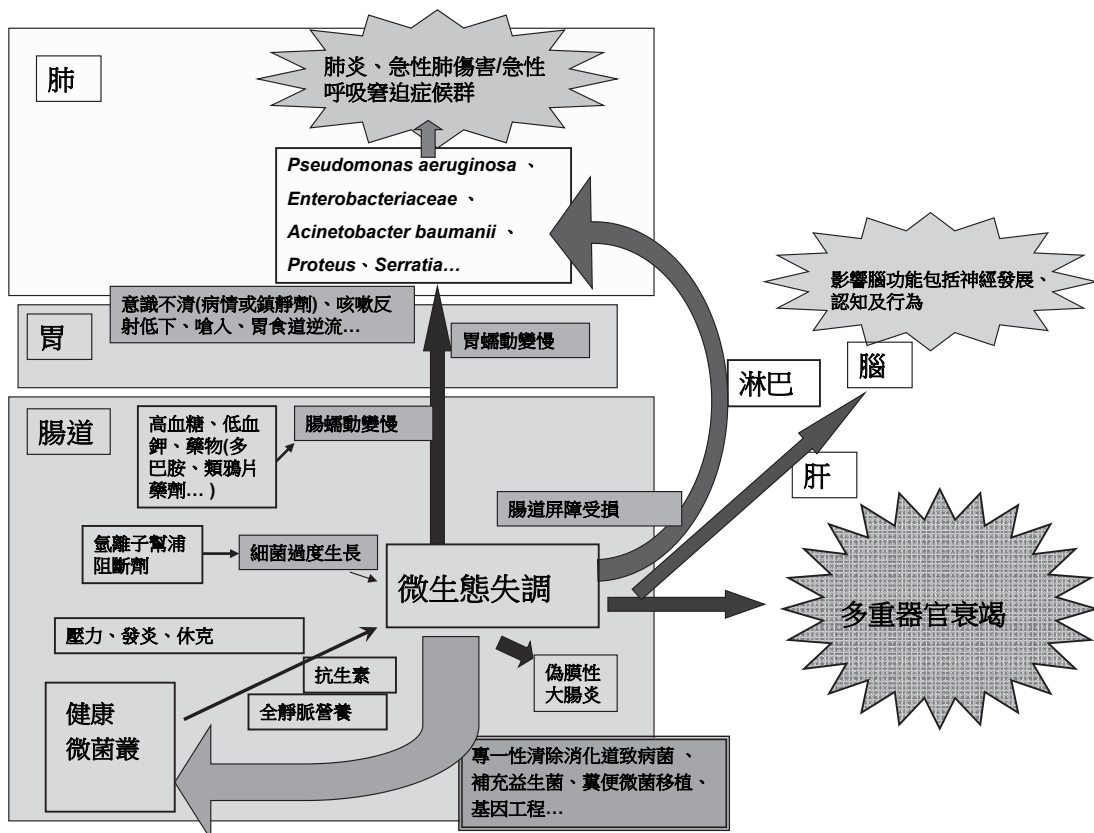 肺
肺炎、急性肺傷害/急性
呼吸窘迫症候群
Pseudomonas aeruginosa、
Enterobacteriaceae、
Acinetobacter baumanii、
Proteus、Serratia…
影響腦功能包括神經發展、
認知及行為
意識不清(病情或鎮靜劑)、咳嗽反
射低下、嗆入、胃食道逆流…
胃
胃蠕動變慢
腦
淋巴
肝
腸道
高血糖、低血
鉀、藥物(多
巴胺、類鴉片
藥劑… )
腸蠕動變慢
腸道屏障受損
氫離子幫浦
阻斷劑
細菌過度生長
微生態失調
多重器官衰竭
壓力、發炎、休克
抗生素
全靜脈營養
偽膜性
大腸炎
健康
微菌叢
專一性清除消化道致病菌、
補充益生菌、糞便微菌移植、
基因工程…